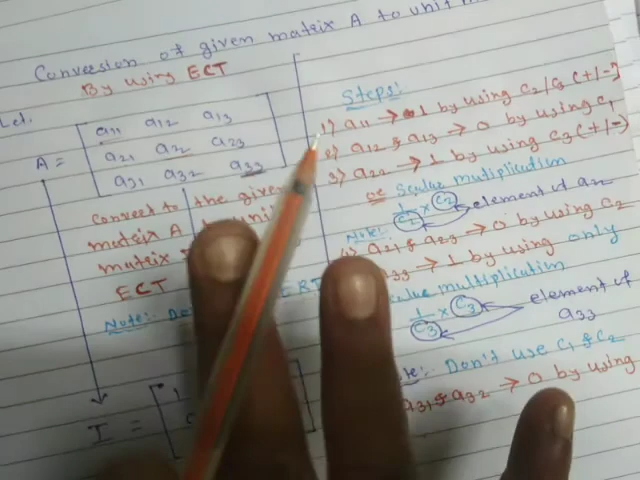 Conversion of given matrix A to unit
By using ECT
Let.
A =
a11 a12 a13
a21 a22 a23
a31 a32 a33
Convert to the given
matrix A
matrix
ECT
Note:-
I =
Steps:
1) a11 → 1 by using C2/C3 (+/-)
2) a12 & a13 → 0 by using C1
3) a22 → 1 by using C3 (+/-)
or Scalar multiplication
1/C2 × C2 element of a22
Note:
a21 & a23 → 0 by using C2
a33 → 1 by using only
scalar multiplication
1/C3 × C3 element of
a33
Don't use C1 & C2
a31 & a32 → 0 by using